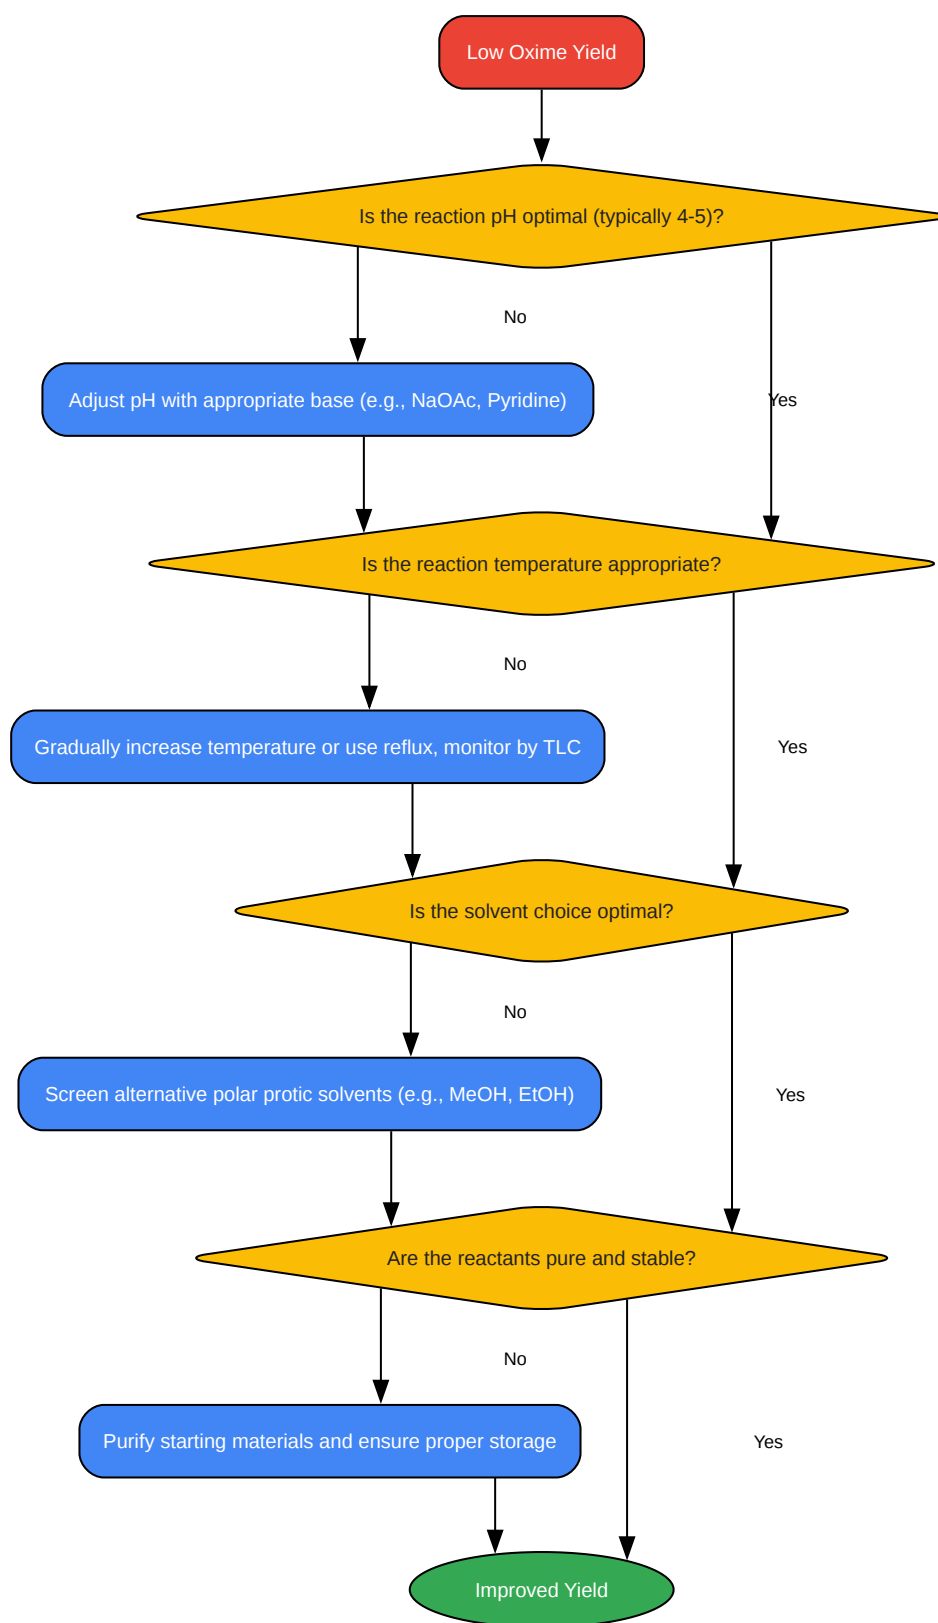 Low Oxime Yield
Is the reaction pH optimal (typically 4-5)?
No
Adjust pH with appropriate base (e.g., NaOAc, Pyridine)
Yes
Is the reaction temperature appropriate?
No
Gradually increase temperature or use reflux, monitor by TLC
Yes
Is the solvent choice optimal?
No
Screen alternative polar protic solvents (e.g., MeOH, EtOH)
Yes
Are the reactants pure and stable?
No
Purify starting materials and ensure proper storage
Yes
Improved Yield